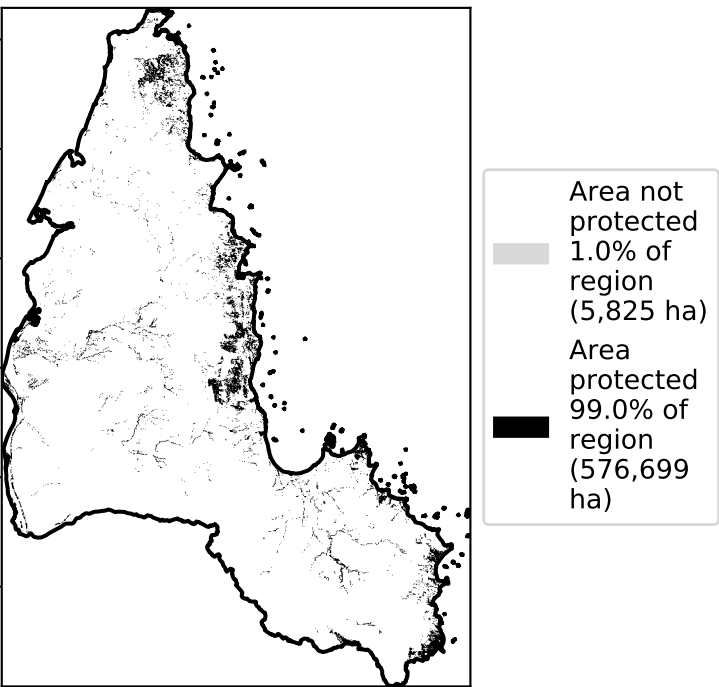 Area not
protected
1.0% of
region
(5,825 ha)
Area
protected
99.0% of
region
(576,699
ha)